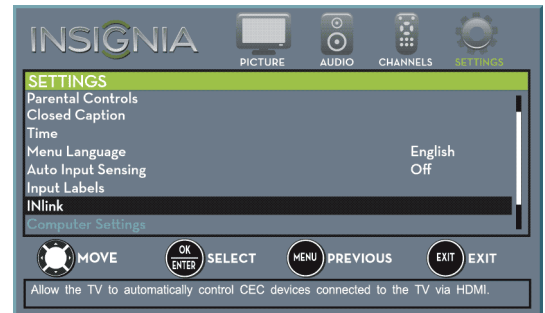 INSIGNIA
PICTURE AUDIO CHANNELS SETTINGS
SETTINGS
Parental Controls
Closed Caption
Time
Menu Language English
Auto Input Sensing Off
Input Labels
INlink
Computer Settings
MOVE OK ENTER SELECT MENU PREVIOUS EXIT EXIT
Allow the TV to automatically control CEC devices connected to the TV via HDMI.